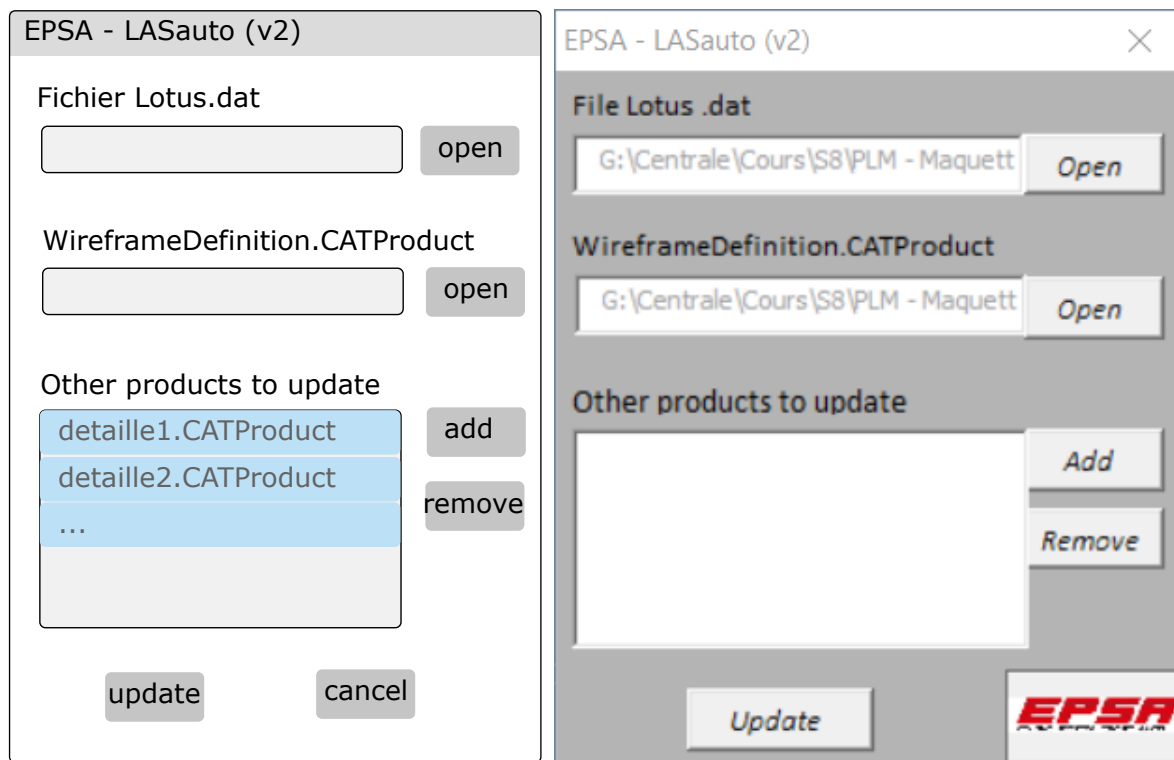 EPSA - LASauto (v2)
Fichier Lotus.dat
open
WireframeDefinition.CATProduct
open
Other products to update
detaille1.CATProduct
add
detaille2.CATProduct
remove
...
update
cancel
EPSA - LASauto (v2)
File Lotus .dat
G:\Centrale\Cours\S8\PLM - Maquett
Open
WireframeDefinition.CATProduct
G:\Centrale\Cours\S8\PLM - Maquett
Open
Other products to update
Add
Remove
Update
EPSA